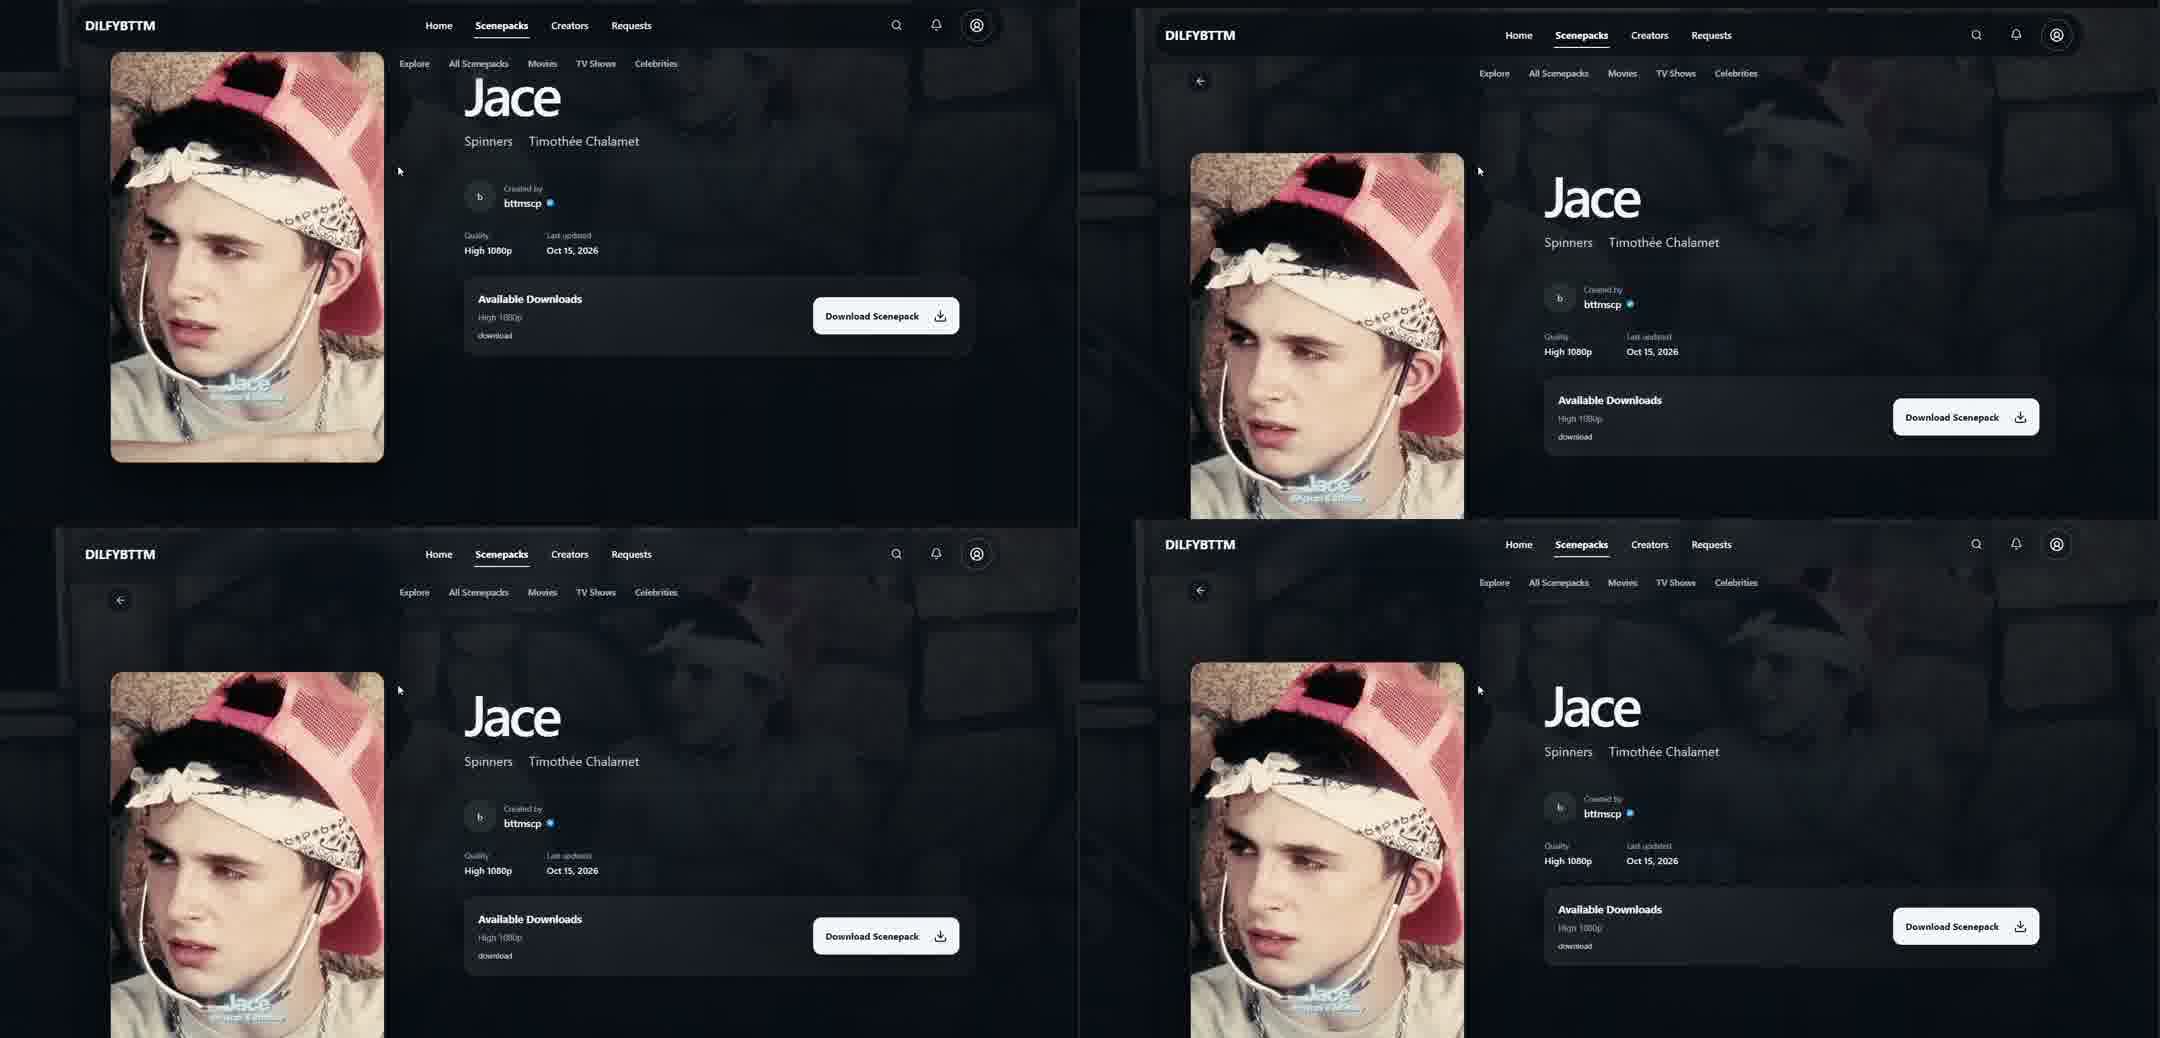 DILFYBTTM Home Scenepacks Creators Requests
Explore All Scenepacks Movies TV Shows Celebrities
Jace
Spinners Timothée Chalamet
b
Created by
bttmscp
Quality Last updated
High 1080p Oct 15, 2026
Available Downloads
High 1080p
download
Download Scenepack
Jace
DILFYBTTM Home Scenepacks Creators Requests
Explore All Scenepacks Movies TV Shows Celebrities
Jace
Spinners Timothée Chalamet
b
Created by
bttmscp
Quality Last updated
High 1080p Oct 15, 2026
Available Downloads
High 1080p
download
Download Scenepack
Jace
DILFYBTTM Home Scenepacks Creators Requests
Explore All Scenepacks Movies TV Shows Celebrities
Jace
Spinners Timothée Chalamet
b
Created by
bttmscp
Quality Last updated
High 1080p Oct 15, 2026
Available Downloads
High 1080p
download
Download Scenepack
Jace
DILFYBTTM Home Scenepacks Creators Requests
Explore All Scenepacks Movies TV Shows Celebrities
Jace
Spinners Timothée Chalamet
b
Created by
bttmscp
Quality Last updated
High 1080p Oct 15, 2026
Available Downloads
High 1080p
download
Download Scenepack
Jace